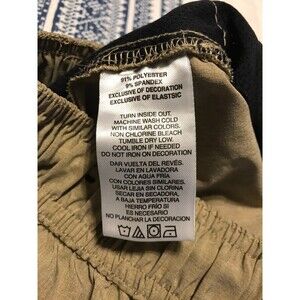 91% POLYESTER
9% SPANDEX
EXCLUSIVE OF DECORATION
EXCLUSIVE OF ELASTSIC
TURN INSIDE OUT.
MACHINE WASH COLD
WITH SIMILAR COLORS.
NON CHLORINE BLEACH
TUMBLE DRY LOW.
COOL IRON IF NEEDED
DO NOT IRON ON DECORATION
DAR VUELTA DEL REVÉS.
LAVAR EN LAVADORA
CON AGUA FRIA
CON COLORES SIMILARES.
USAR LEJIA SIN CLORINA
SECAR EN SECADORA,
A BAJA TEMPERATURA
HIERRO FRÍO SI
ES NECESARIO
NO PLANCHAR LA DECORACION